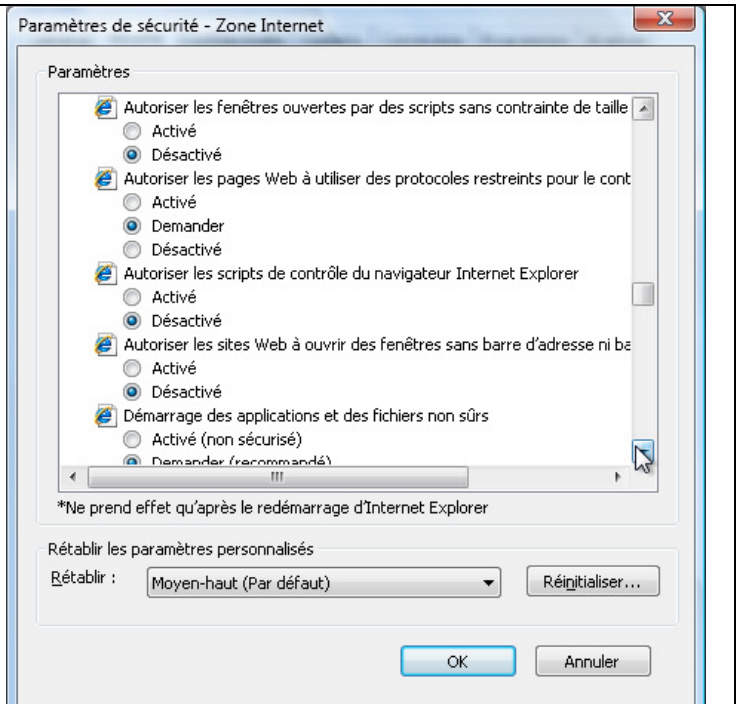 Paramètres de sécurité - Zone Internet
Paramètres
Autoriser les fenêtres ouvertes par des scripts sans contrainte de taille
Activé
Désactivé
Autoriser les pages Web à utiliser des protocoles restreints pour le cont
Activé
Demander
Désactivé
Autoriser les scripts de contrôle du navigateur Internet Explorer
Activé
Désactivé
Autoriser les sites Web à ouvrir des fenêtres sans barre d'adresse ni ba
Activé
Désactivé
Démarrage des applications et des fichiers non sûrs
Activé (non sécurisé)
Demander (recommandé)
*Ne prend effet qu'après le redémarrage d'Internet Explorer
Rétablir les paramètres personnalisés
Rétablir : Moyen-haut (Par défaut) Réinitialiser...
OK Annuler